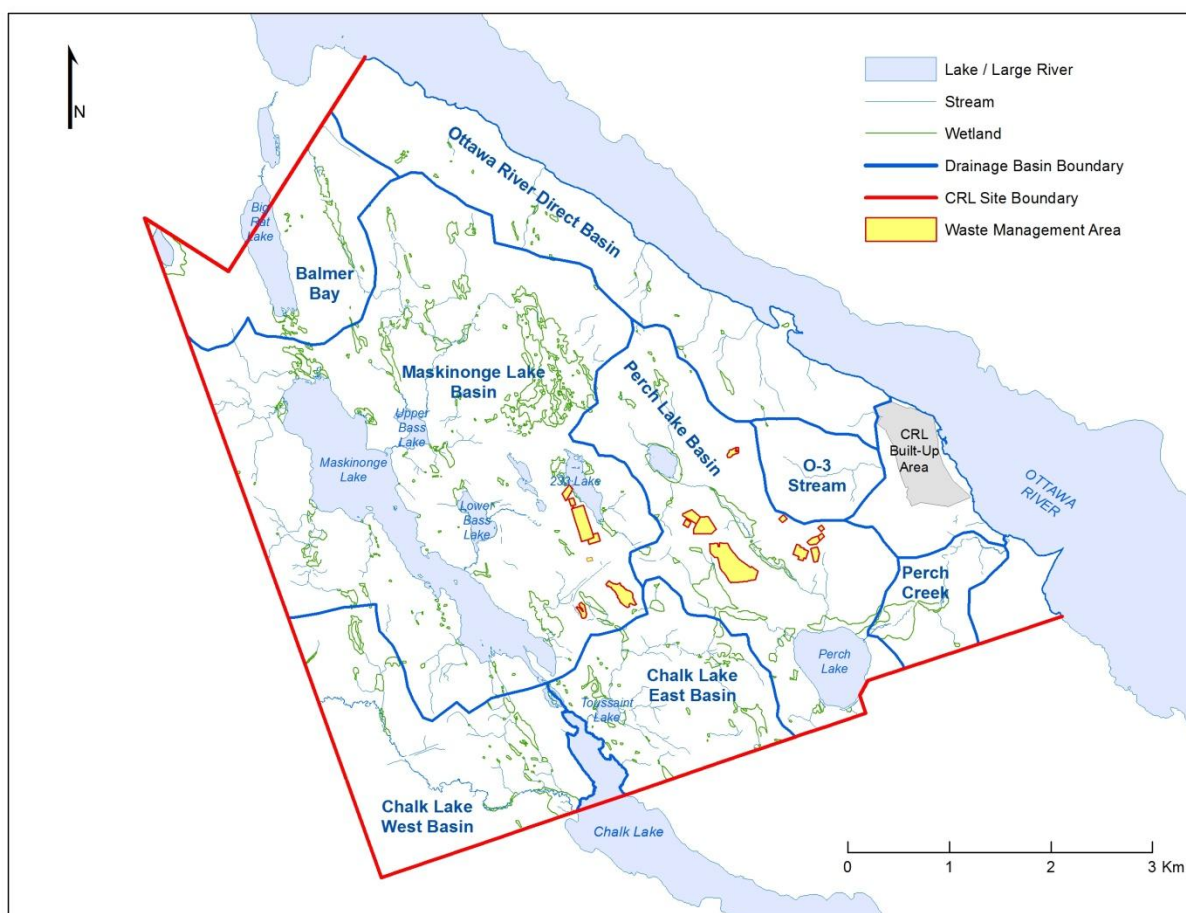 N
Lake / Large River
Stream
Wetland
Drainage Basin Boundary
CRL Site Boundary
Waste Management Area
Ottawa River Direct Basin
Big
Rat
Lake
Balmer
Bay
Maskinonge Lake
Basin
Upper
Bass
Lake
Perch Lake Basin
CRL
Built-Up
Area
Maskinonge
Lake
233 Lake
O-3
Stream
OTTAWA
RIVER
Lower
Bass
Lake
Perch
Creek
Perch
Lake
Chalk Lake
East Basin
Toussaint
Lake
Chalk Lake
West Basin
Chalk Lake
0 1 2 3 Km